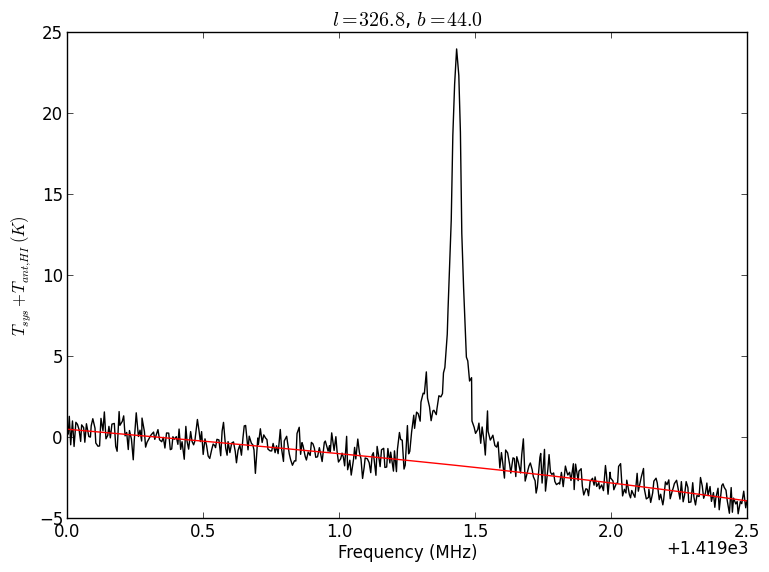 l = 326.8, b = 44.0
25
20
15
10
5
0
−5
T_sys + T_ant,HI (K)
0.0 0.5 1.0 1.5 2.0 2.5
Frequency (MHz)
+1.419e3